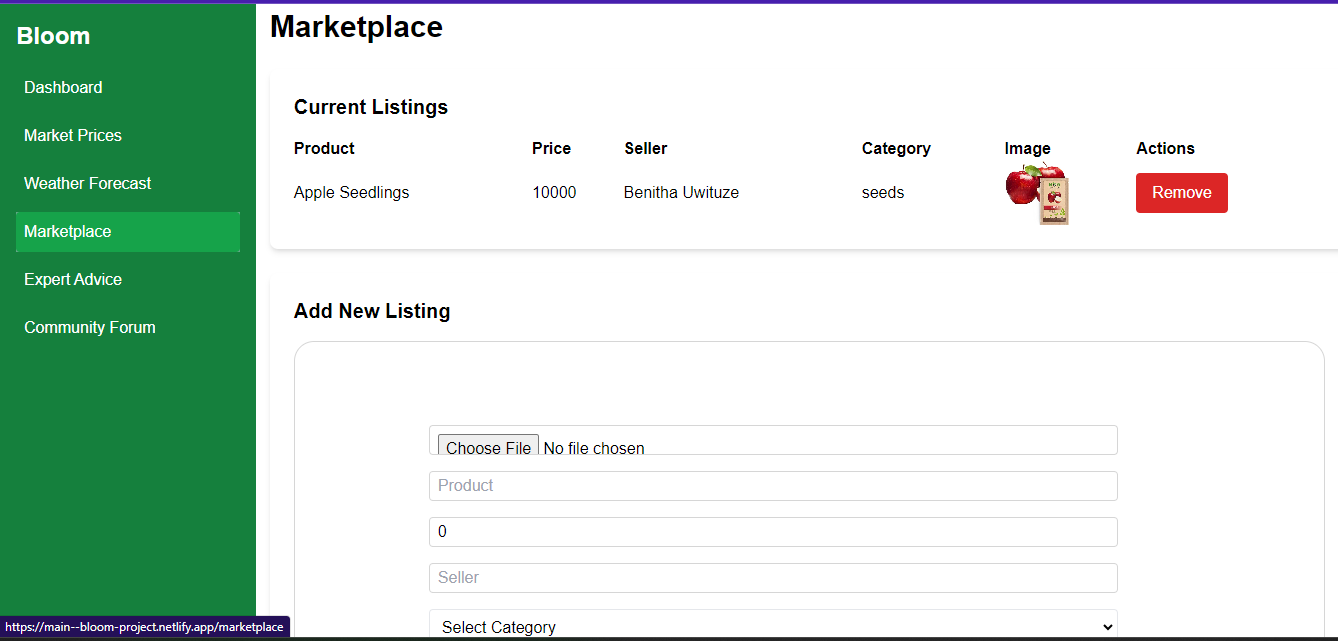 Bloom
Dashboard
Market Prices
Weather Forecast
Marketplace
Expert Advice
Community Forum
Marketplace
Current Listings
Product Price Seller Category Image Actions
Apple Seedlings 10000 Benitha Uwituze seeds Remove
Add New Listing
Choose File No file chosen
Product
0
Seller
Select Category
https://main--bloom-project.netlify.app/marketplace